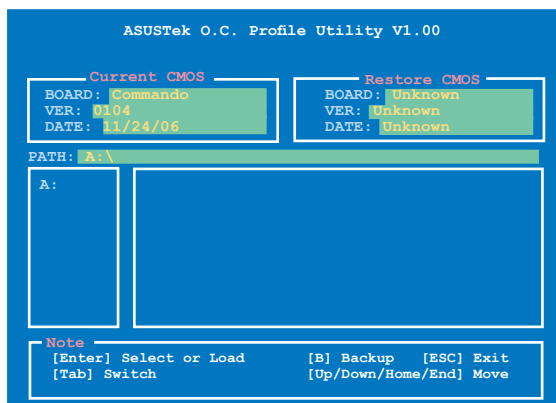 ASUSTek O.C. Profile Utility V1.00
Current CMOS
BOARD: Commando
VER: 0104
DATE: 11/24/06
Restore CMOS
BOARD: Unknown
VER: Unknown
DATE: Unknown
PATH: A:\
A:
Note
[Enter] Select or Load [B] Backup [ESC] Exit
[Tab] Switch [Up/Down/Home/End] Move